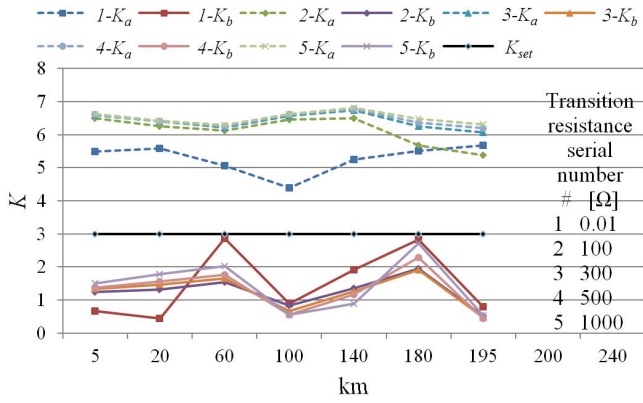 1-Ka 1-Kb 2-Ka 2-Kb 3-Ka 3-Kb
4-Ka 4-Kb 5-Ka 5-Kb Kset
8
7
6
5
4
3
2
1
0
K
5 20 60 100 140 180 195 200 240
km
Transition
resistance
serial
number
# [Ω]
1 0.01
2 100
3 300
4 500
5 1000